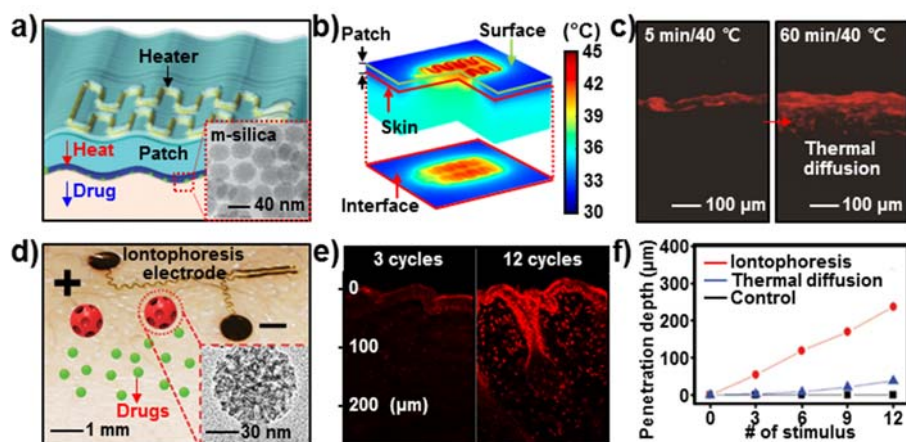 a)
Heater
m-silica
Heat
Patch
Drug
40 nm
b)
Patch
Surface
(°C)
45
42
39
36
33
30
Skin
Interface
c)
5 min/40 ℃
60 min/40 ℃
Thermal
diffusion
100 μm
100 μm
d)
Iontophoresis
electrode
+
−
Drugs
1 mm
30 nm
e)
3 cycles
12 cycles
0
100
200 (μm)
f)
Penetration depth (μm)
400
300
200
200
0
Iontophoresis
Thermal diffusion
Control
0 3 6 9 12
# of stimulus